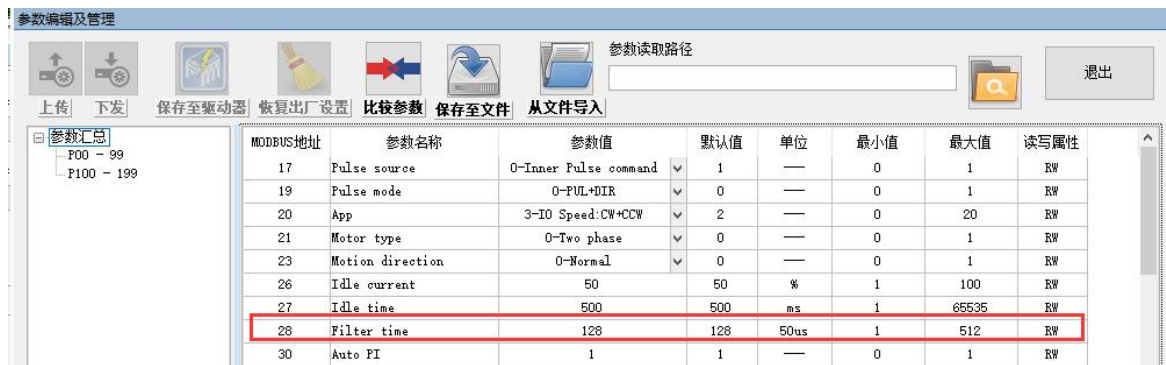 参数编辑及管理
参数读取路径
上传 下发 保存至驱动器 恢复出厂设置 比较参数 保存至文件 从文件导入 退出
参数汇总
P00 - 99
P100 - 199
MODBUS地址 参数名称 参数值 默认值 单位 最小值 最大值 读写属性
17 Pulse source 0-Inner Pulse command 1 —— 0 1 RW
19 Pulse mode 0-PUL+DIR 0 —— 0 1 RW
20 App 3-IO Speed:CW+CCW 2 —— 0 20 RW
21 Motor type 0-Two phase 0 —— 0 1 RW
23 Motion direction 0-Normal 0 —— 0 1 RW
26 Idle current 50 50 % 1 100 RW
27 Idle time 500 500 ms 1 65535 RW
28 Filter time 128 128 50us 1 512 RW
30 Auto PI 1 1 —— 0 1 RW